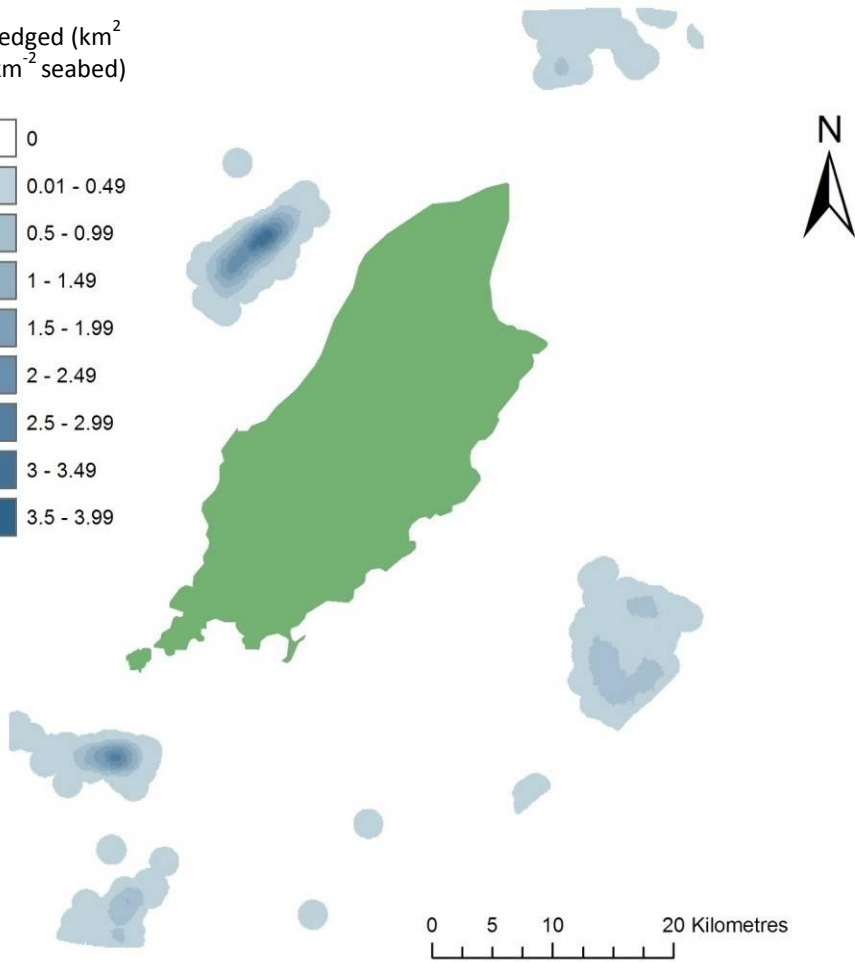 edged (km²
km⁻² seabed)
0
0.01 - 0.49
0.5 - 0.99
1 - 1.49
1.5 - 1.99
2 - 2.49
2.5 - 2.99
3 - 3.49
3.5 - 3.99
N
0 5 10 20 Kilometres